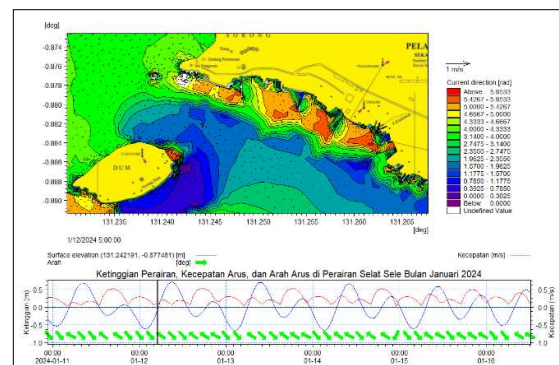 [deg]
SORONG
-0.874
-0.876
-0.878
-0.880
-0.882
-0.884
-0.886
-0.888
-0.890
PELA
DUM
131.235 131.240 131.245 131.250 131.255 131.260 131.265
[deg]
1/12/2024 5:00:00
1 m/s
Current direction [rad]
Above 5.8533
5.4267 - 5.8533
5.0000 - 5.4267
4.6667 - 5.0000
4.3333 - 4.6667
4.0000 - 4.3333
3.1400 - 4.0000
2.7475 - 3.1400
2.3550 - 2.7475
1.9625 - 2.3550
1.5700 - 1.9625
1.1775 - 1.5700
0.7850 - 1.1775
0.3925 - 0.7850
0.0000 - 0.3925
Below 0.0000
Undefined Value
Surface elevation (131.242191, -0.877481) [m]
Kecepatan [m/s]
Arah [deg]
Ketinggian Perairan, Kecepatan Arus, dan Arah Arus di Perairan Selat Sele Bulan Januari 2024
Ketinggian [m]
0.5
0.0
-0.5
-1.0
Kecepatan [m/s]
0.5
0.0
-0.5
-1.0
00:00 00:00 00:00 00:00 00:00 00:00
2024-01-11 01-12 01-13 01-14 01-15 01-16